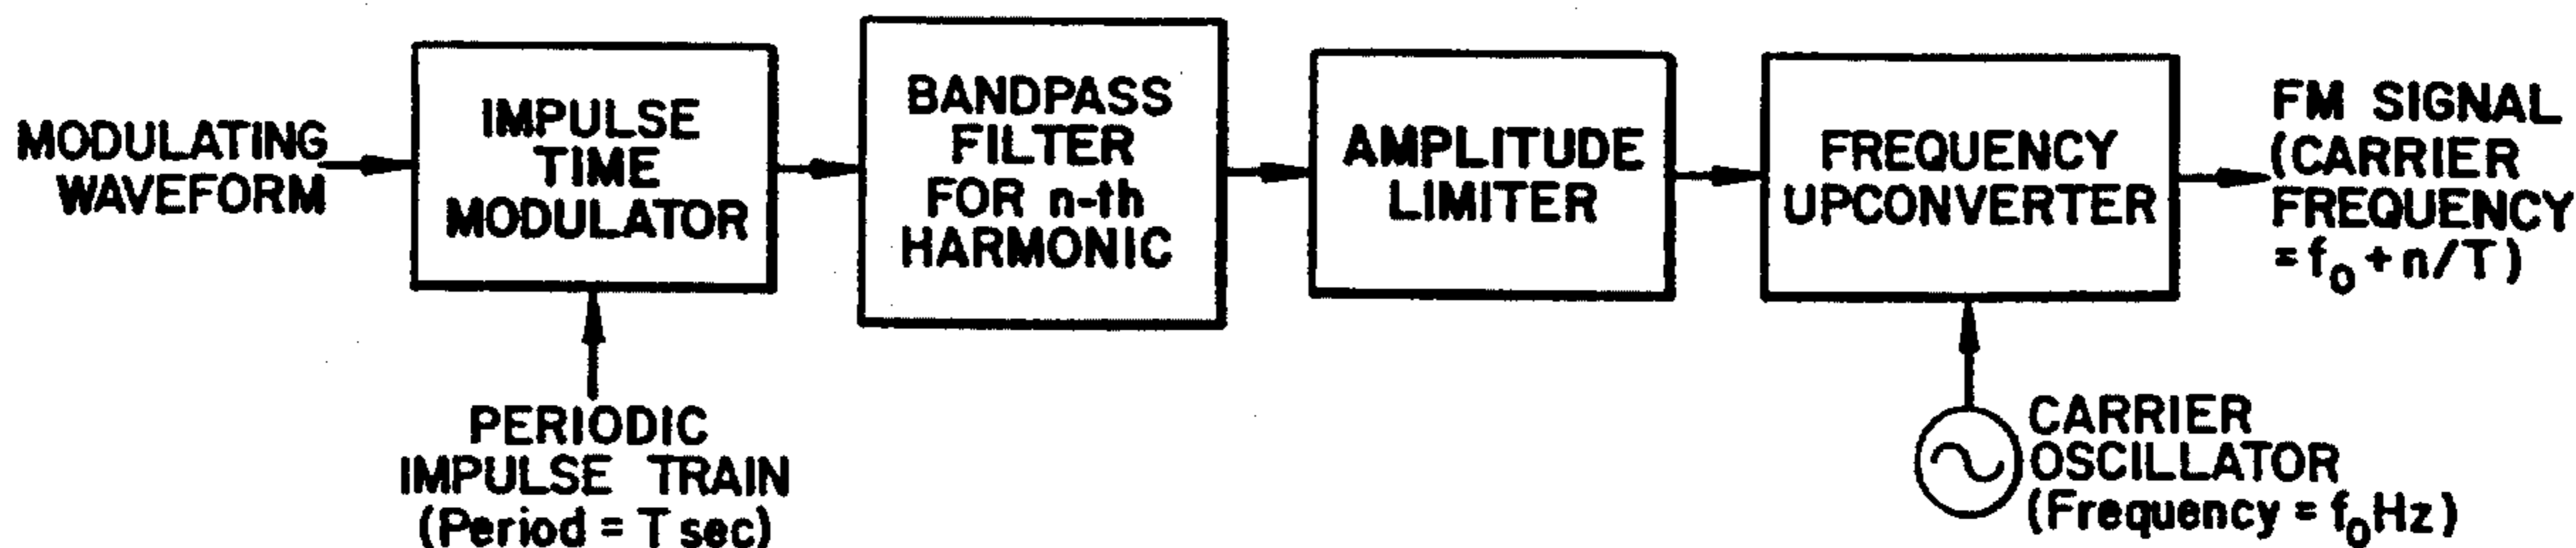 MODULATING
WAVEFORM
IMPULSE
TIME
MODULATOR
PERIODIC
IMPULSE TRAIN
(Period = T sec)
BANDPASS
FILTER
FOR n-th
HARMONIC
AMPLITUDE
LIMITER
FREQUENCY
UPCONVERTER
CARRIER
OSCILLATOR
(Frequency = f₀Hz)
FM SIGNAL
(CARRIER
FREQUENCY
= f₀ + n/T)